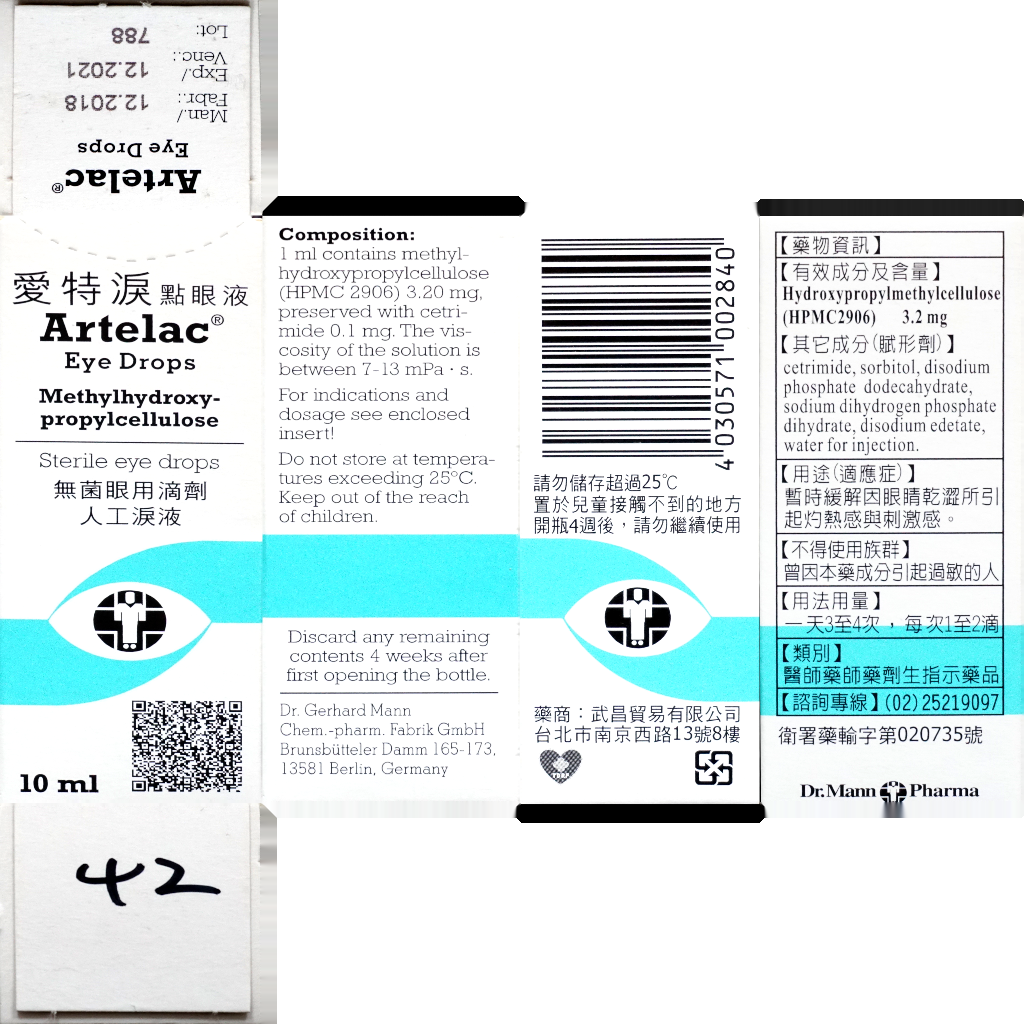 Lot: 788
Exp./
Venc.: 12.2021
Man./
Fabr.: 12.2018
Eye Drops
Artelac®
愛特淚點眼液
Artelac®
Eye Drops
Methylhydroxy-
propylcellulose
Sterile eye drops
無菌眼用滴劑
人工淚液
10 ml
42
Composition:
1 ml contains methyl-
hydroxypropylcellulose
(HPMC 2906) 3.20 mg,
preserved with cetri-
mide 0.1 mg. The vis-
cosity of the solution is
between 7-13 mPa · s.
For indications and
dosage see enclosed
insert!
Do not store at tempera-
tures exceeding 25°C.
Keep out of the reach
of children.
Discard any remaining
contents 4 weeks after
first opening the bottle.
Dr. Gerhard Mann
Chem.-pharm. Fabrik GmbH
Brunsbütteler Damm 165-173,
13581 Berlin, Germany
4 030571 002840
請勿儲存超過25℃
置於兒童接觸不到的地方
開瓶4週後，請勿繼續使用
藥商：武昌貿易有限公司
台北市南京西路13號8樓
【藥物資訊】
【有效成分及含量】
Hydroxypropylmethylcellulose
(HPMC2906) 3.2 mg
【其它成分(賦形劑)】
cetrimide, sorbitol, disodium
phosphate dodecahydrate,
sodium dihydrogen phosphate
dihydrate, disodium edetate,
water for injection.
【用途(適應症)】
暫時緩解因眼睛乾澀所引
起灼熱感與刺激感。
【不得使用族群】
曾因本藥成分引起過敏的人
【用法用量】
一天3至4次，每次1至2滴
【類別】
醫師藥師藥劑生指示藥品
【諮詢專線】(02)25219097
衛署藥輸字第020735號
Dr. Mann Pharma